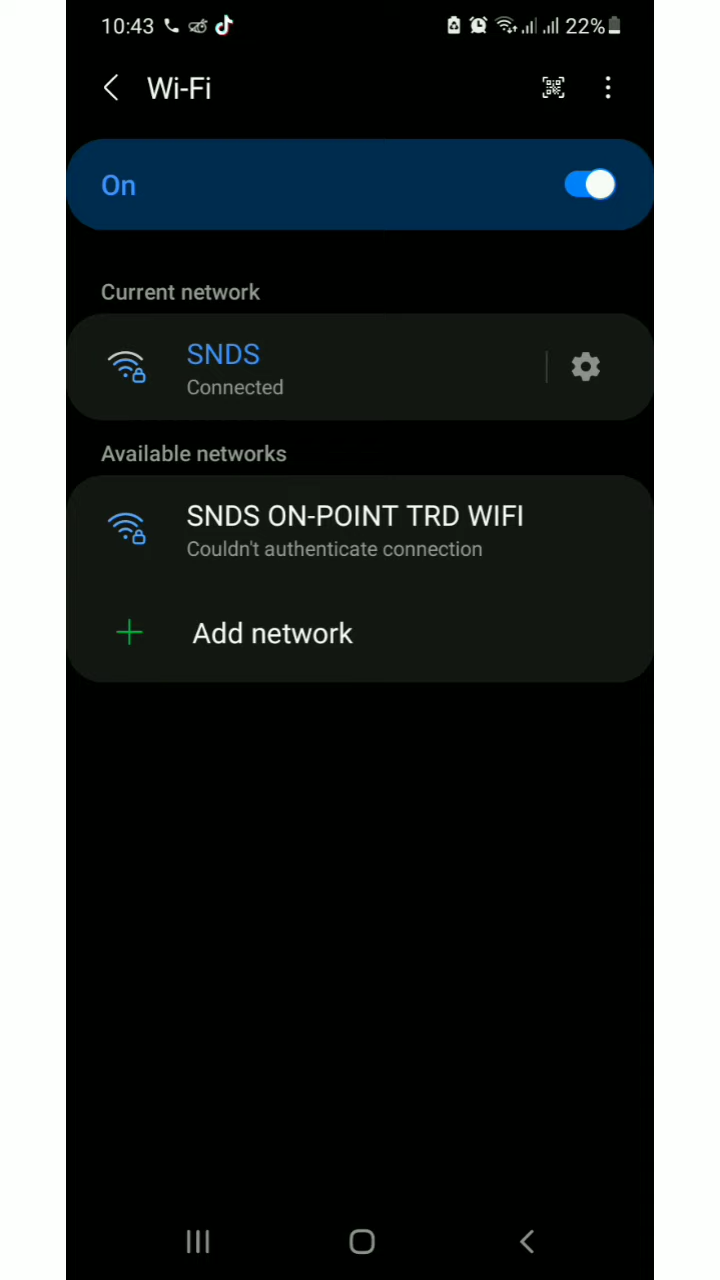 10:43 22%
Wi-Fi
On
Current network
SNDS
Connected
Available networks
SNDS ON-POINT TRD WIFI
Couldn't authenticate connection
Add network